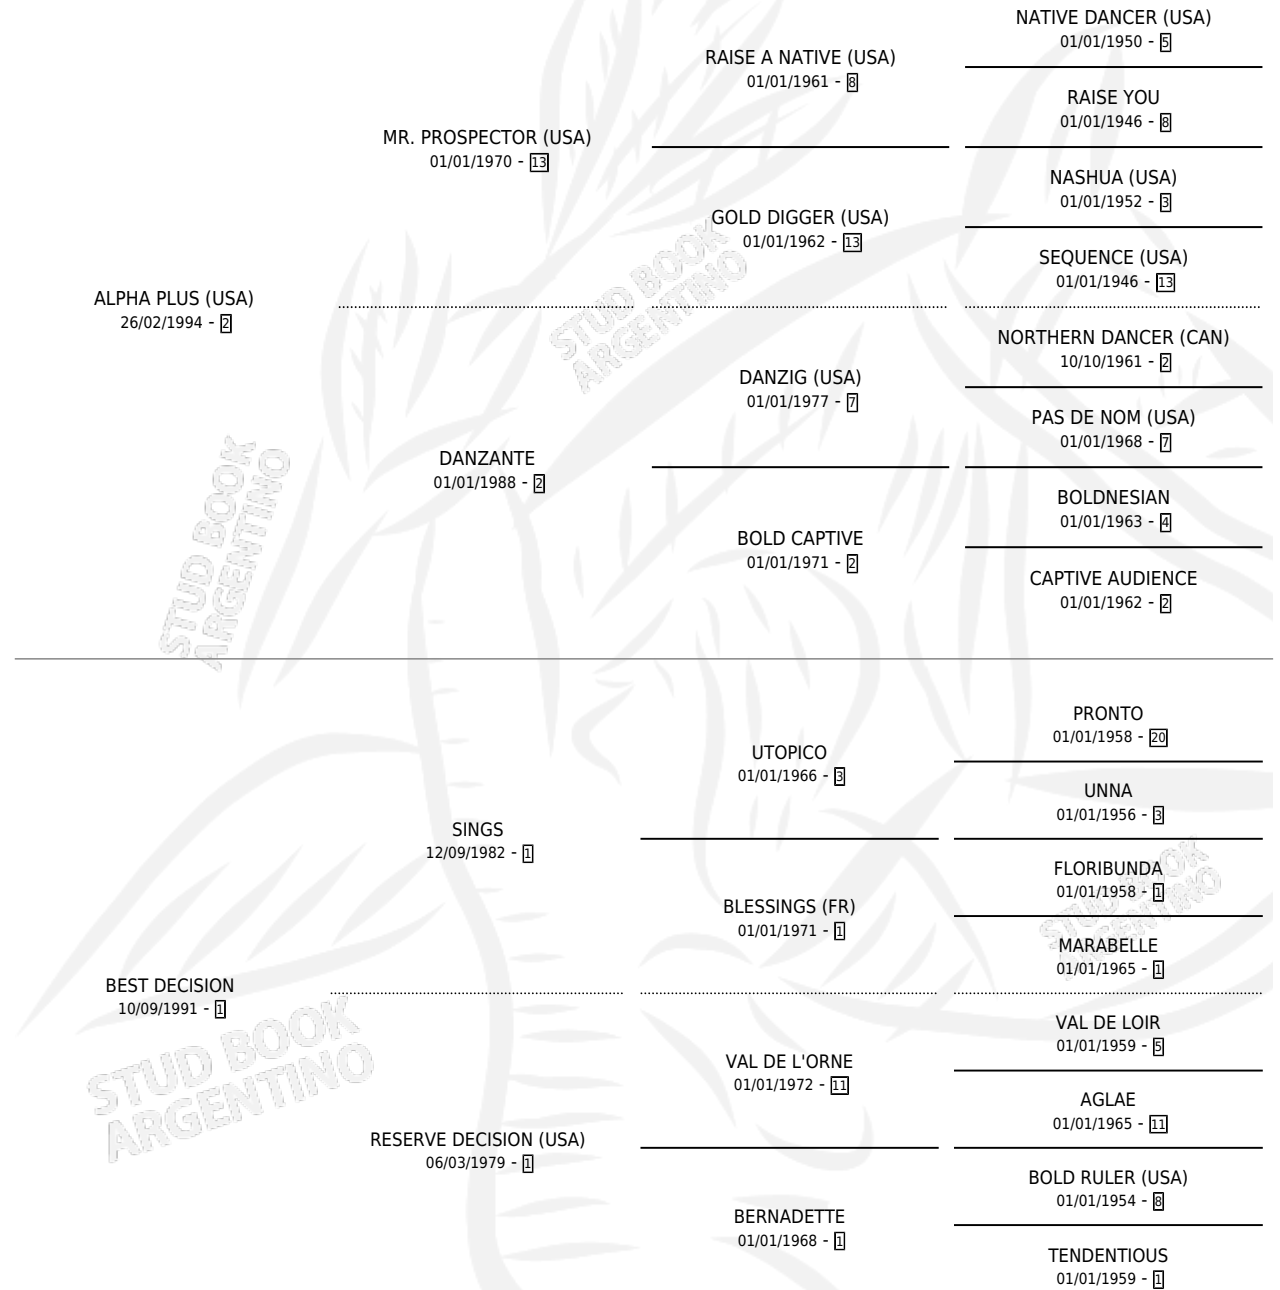 NATIVE DANCER (USA)
01/01/1950 - 5
RAISE A NATIVE (USA)
01/01/1961 - 8
RAISE YOU
01/01/1946 - 8
MR. PROSPECTOR (USA)
01/01/1970 - 13
NASHUA (USA)
01/01/1952 - 3
GOLD DIGGER (USA)
01/01/1962 - 13
SEQUENCE (USA)
01/01/1946 - 13
ALPHA PLUS (USA)
26/02/1994 - 2
STUD BOOK
ARGENTINO
NORTHERN DANCER (CAN)
10/10/1961 - 2
DANZIG (USA)
01/01/1977 - 7
PAS DE NOM (USA)
01/01/1968 - 7
DANZANTE
01/01/1988 - 2
BOLDNESIAN
01/01/1963 - 4
BOLD CAPTIVE
01/01/1971 - 2
CAPTIVE AUDIENCE
01/01/1962 - 2
STUD BOOK
ARGENTINO
PRONTO
01/01/1958 - 20
UTOPICO
01/01/1966 - 3
UNNA
01/01/1956 - 3
SINGS
12/09/1982 - 1
FLORIBUNDA
01/01/1958 - 1
STUD BOOK
ARGENTINO
BLESSINGS (FR)
01/01/1971 - 1
MARABELLE
01/01/1965 - 1
BEST DECISION
10/09/1991 - 1
STUD BOOK
ARGENTINO
VAL DE LOIR
01/01/1959 - 5
VAL DE L'ORNE
01/01/1972 - 11
AGLAE
01/01/1965 - 11
RESERVE DECISION (USA)
06/03/1979 - 1
BOLD RULER (USA)
01/01/1954 - 8
BERNADETTE
01/01/1968 - 1
TENDENTIOUS
01/01/1959 - 1